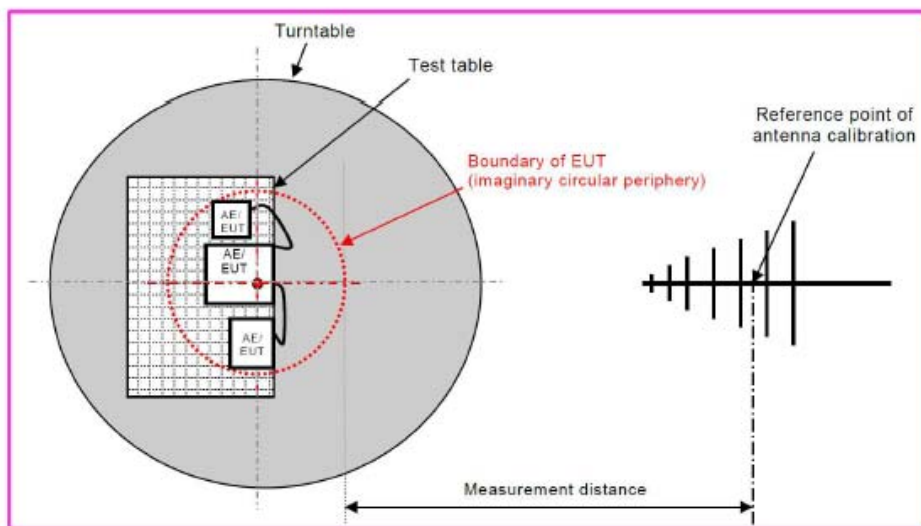 Turntable
Test table
Reference point of
antenna calibration
Boundary of EUT
(imaginary circular periphery)
AE/
EUT
AE/
EUT
AE/
EUT
Measurement distance